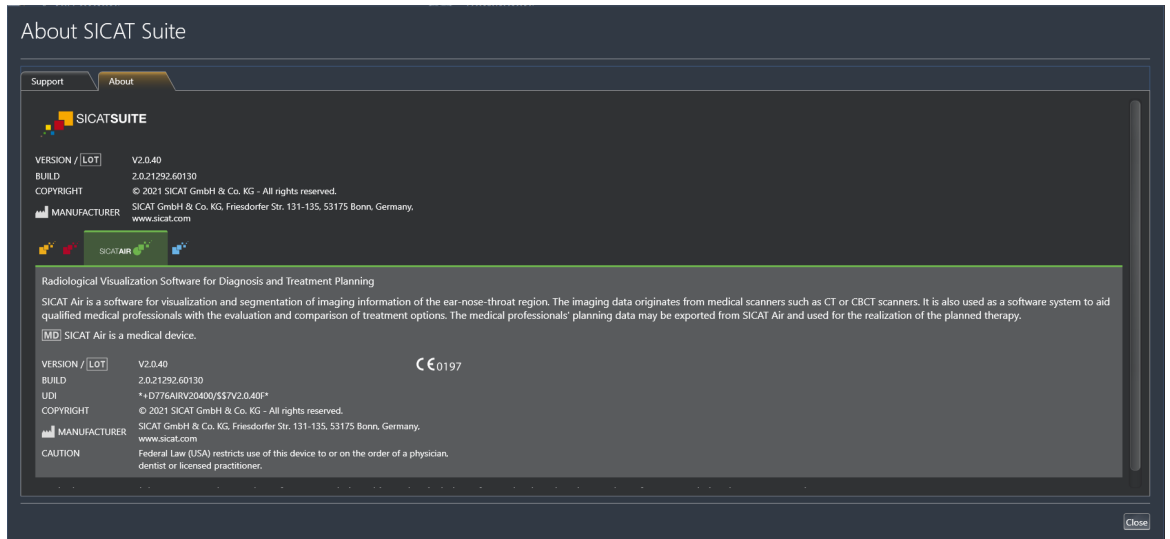 About SICAT Suite
Support
About
SICATSUITE
VERSION / LOT V2.0.40
BUILD 2.0.21292.60130
COPYRIGHT © 2021 SICAT GmbH & Co. KG - All rights reserved.
MANUFACTURER SICAT GmbH & Co. KG, Friesdorfer Str. 131-135, 53175 Bonn, Germany,
www.sicat.com
SICATAIR
Radiological Visualization Software for Diagnosis and Treatment Planning
SICAT Air is a software for visualization and segmentation of imaging information of the ear-nose-throat region. The imaging data originates from medical scanners such as CT or CBCT scanners. It is also used as a software system to aid
qualified medical professionals with the evaluation and comparison of treatment options. The medical professionals' planning data may be exported from SICAT Air and used for the realization of the planned therapy.
MD SICAT Air is a medical device.
VERSION / LOT V2.0.40 CE0197
BUILD 2.0.21292.60130
UDI *+D776AIRV20400/$$7V2.0.40F*
COPYRIGHT © 2021 SICAT GmbH & Co. KG - All rights reserved.
MANUFACTURER SICAT GmbH & Co. KG, Friesdorfer Str. 131-135, 53175 Bonn, Germany,
www.sicat.com
CAUTION Federal Law (USA) restricts use of this device to or on the order of a physician,
dentist or licensed practitioner.
Close